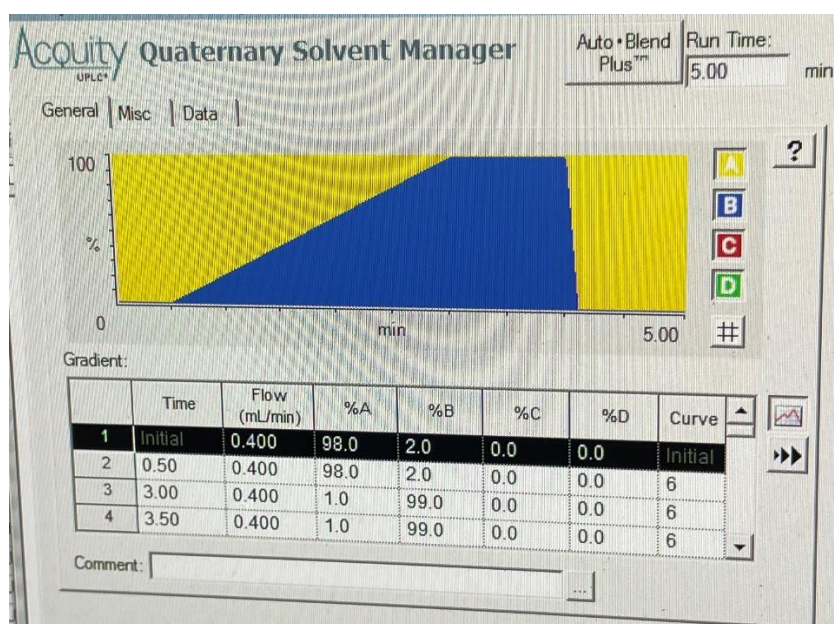 Acquity UPLC® Quaternary Solvent Manager
Auto•Blend Plus™
Run Time:
5.00 min
General Misc Data
100
%
0
min
5.00
A
B
C
D
#
?
Gradient:
Time Flow (mL/min) %A %B %C %D Curve
1 Initial 0.400 98.0 2.0 0.0 0.0 Initial
2 0.50 0.400 98.0 2.0 0.0 0.0 6
3 3.00 0.400 1.0 99.0 0.0 0.0 6
4 3.50 0.400 1.0 99.0 0.0 0.0 6
Comment:
...